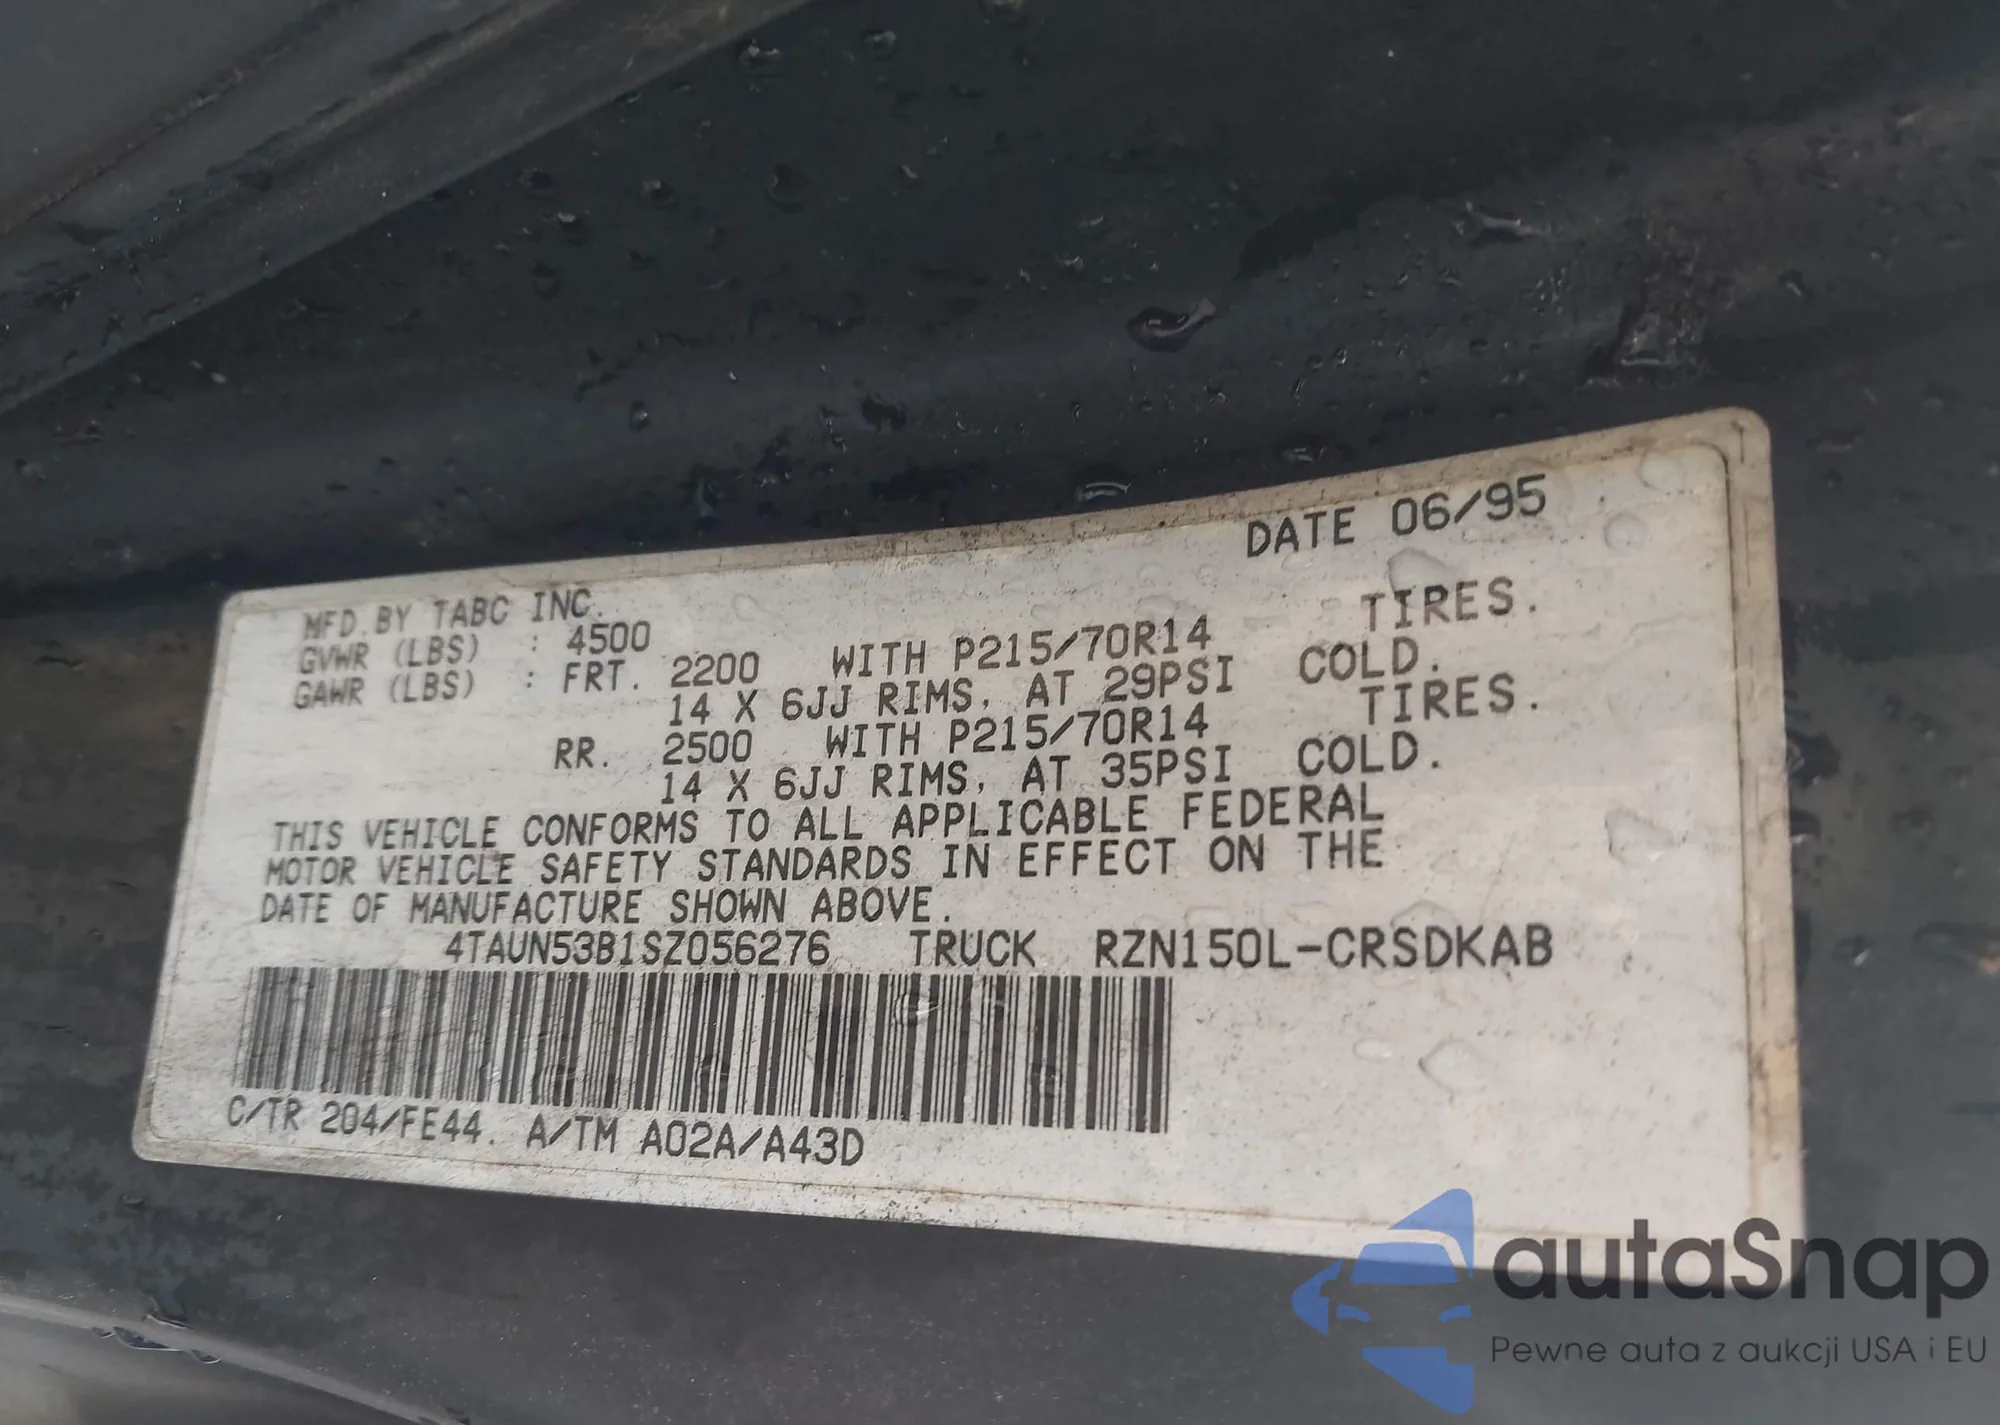 DATE 06/95
MFD.BY TABC INC.
GVWR (LBS) : 4500
GAWR (LBS) : FRT. 2200 WITH P215/70R14 TIRES.
14 X 6JJ RIMS, AT 29PSI COLD.
RR. 2500 WITH P215/70R14 TIRES.
14 X 6JJ RIMS, AT 35PSI COLD.
THIS VEHICLE CONFORMS TO ALL APPLICABLE FEDERAL
MOTOR VEHICLE SAFETY STANDARDS IN EFFECT ON THE
DATE OF MANUFACTURE SHOWN ABOVE.
4TAUN53B1SZ056276 TRUCK RZN150L-CRSDKAB
C/TR 204/FE44. A/TM A02A/A43D
autaSnap
Pewne auta z aukcji USA i EU